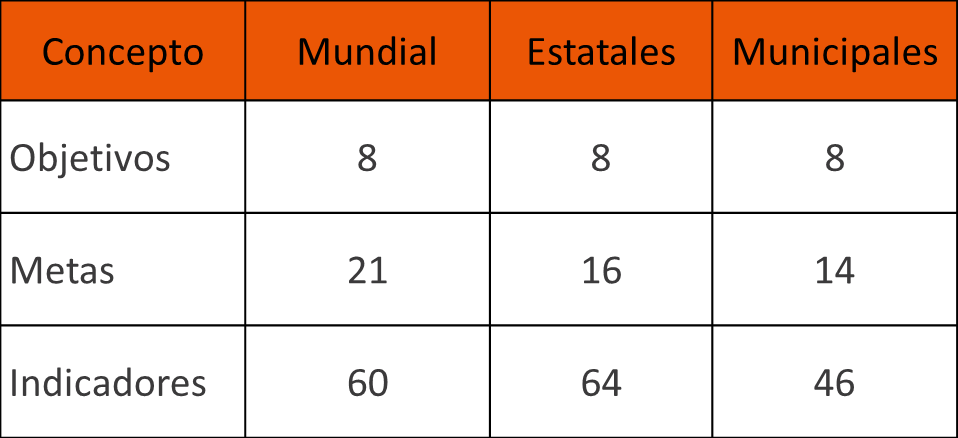 Concepto Mundial Estatales Municipales
Objetivos 8 8 8
Metas 21 16 14
Indicadores 60 64 46